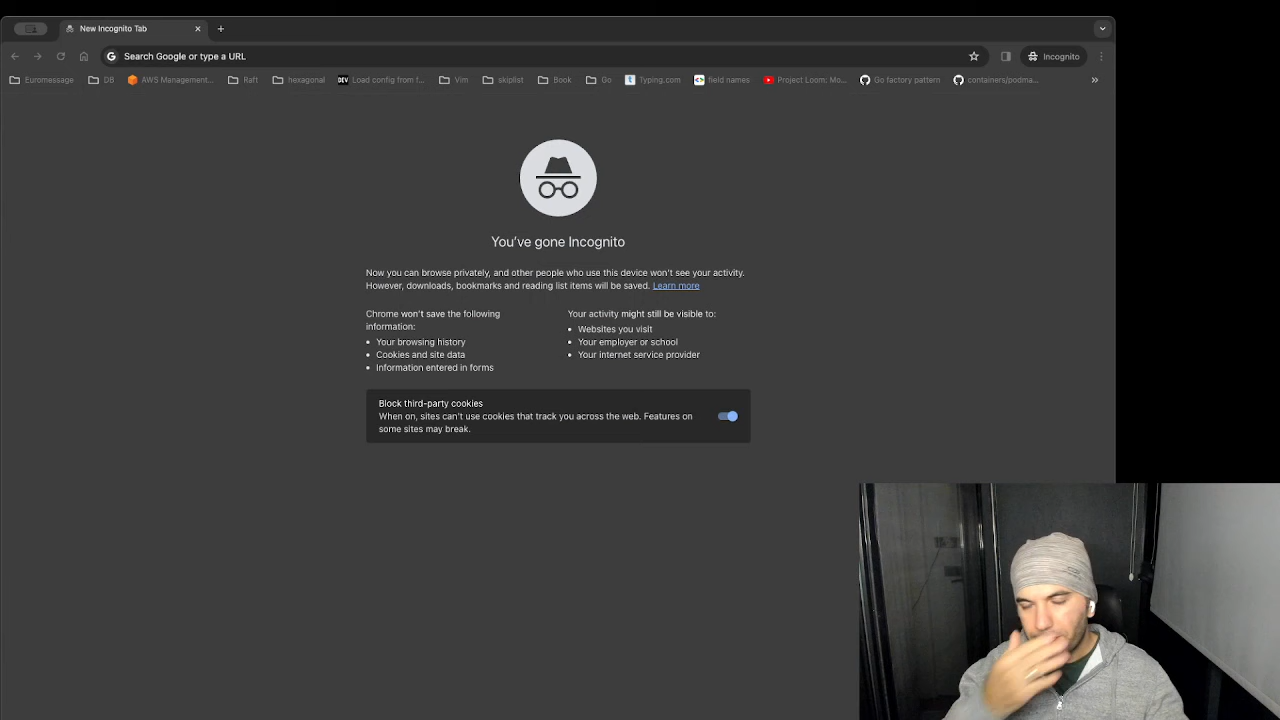 New Incognito Tab
Search Google or type a URL
Incognito
Euromessage DB AWS Management... Raft hexagonal DEV Load config from f... Vim skiplist Book Go t Typing.com field names Project Loom: Mo... Go factory pattern containers/podma... »
You've gone Incognito
Now you can browse privately, and other people who use this device won't see your activity.
However, downloads, bookmarks and reading list items will be saved. Learn more
Chrome won't save the following
information:
• Your browsing history
• Cookies and site data
• Information entered in forms
Your activity might still be visible to:
• Websites you visit
• Your employer or school
• Your internet service provider
Block third-party cookies
When on, sites can't use cookies that track you across the web. Features on
some sites may break.